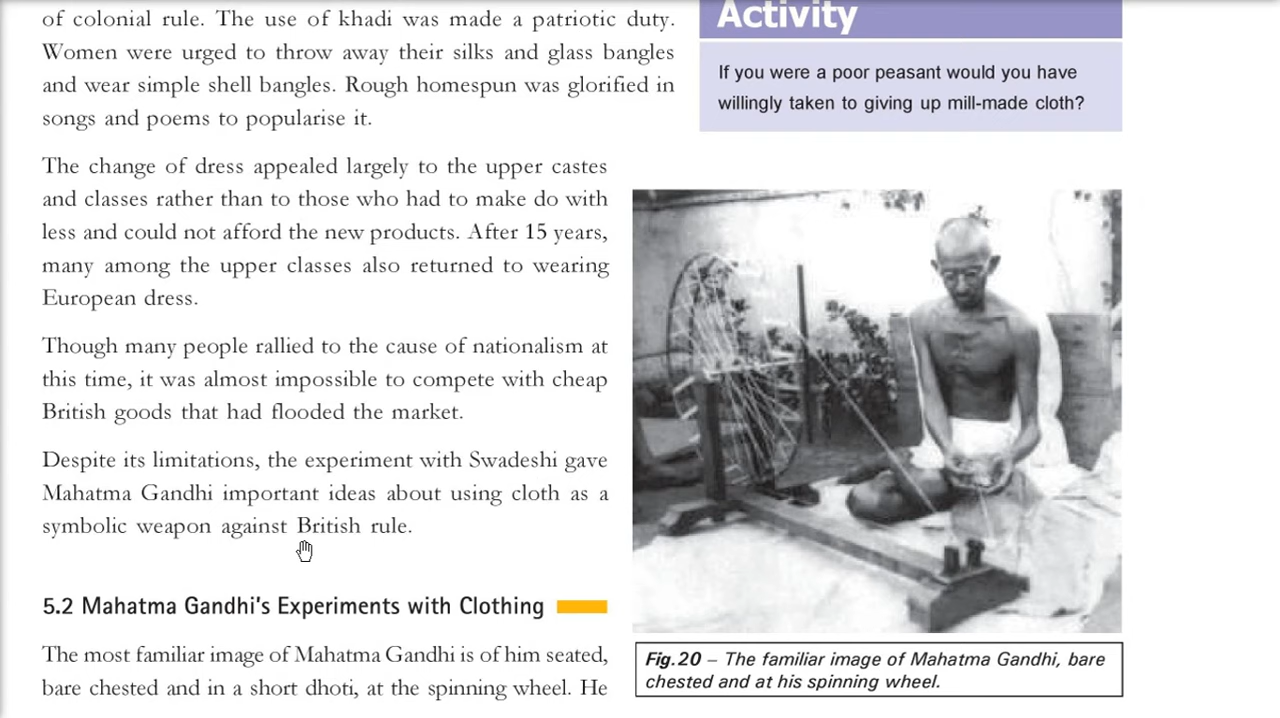 of colonial rule. The use of khadi was made a patriotic duty.
Women were urged to throw away their silks and glass bangles
and wear simple shell bangles. Rough homespun was glorified in
songs and poems to popularise it.
The change of dress appealed largely to the upper castes
and classes rather than to those who had to make do with
less and could not afford the new products. After 15 years,
many among the upper classes also returned to wearing
European dress.
Though many people rallied to the cause of nationalism at
this time, it was almost impossible to compete with cheap
British goods that had flooded the market.
Despite its limitations, the experiment with Swadeshi gave
Mahatma Gandhi important ideas about using cloth as a
symbolic weapon against British rule.
5.2 Mahatma Gandhi's Experiments with Clothing
The most familiar image of Mahatma Gandhi is of him seated,
bare chested and in a short dhoti, at the spinning wheel. He
Activity
If you were a poor peasant would you have
willingly taken to giving up mill-made cloth?
Fig.20 – The familiar image of Mahatma Gandhi, bare
chested and at his spinning wheel.